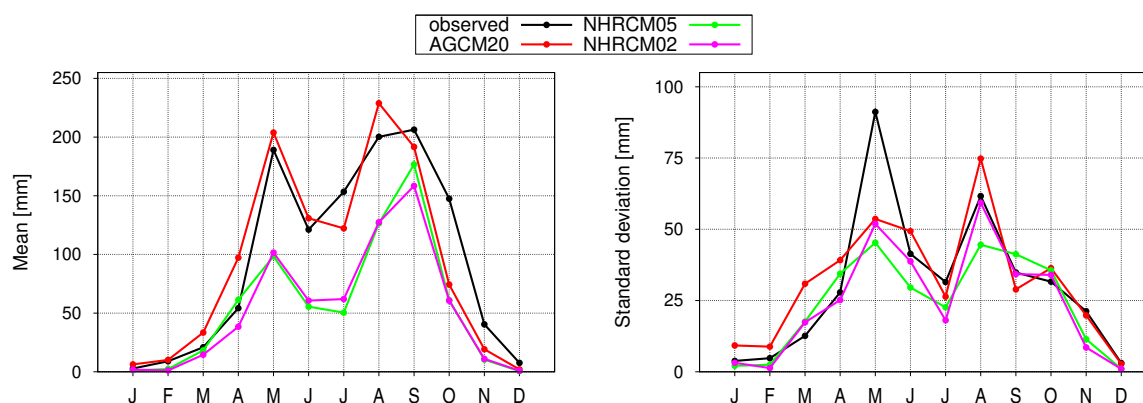 observed NHRCM05
AGCM20 NHRCM02
Mean [mm]
250
200
150
100
50
0
J F M A M J J A S O N D
Standard deviation [mm]
100
75
50
25
0
J F M A M J J A S O N D